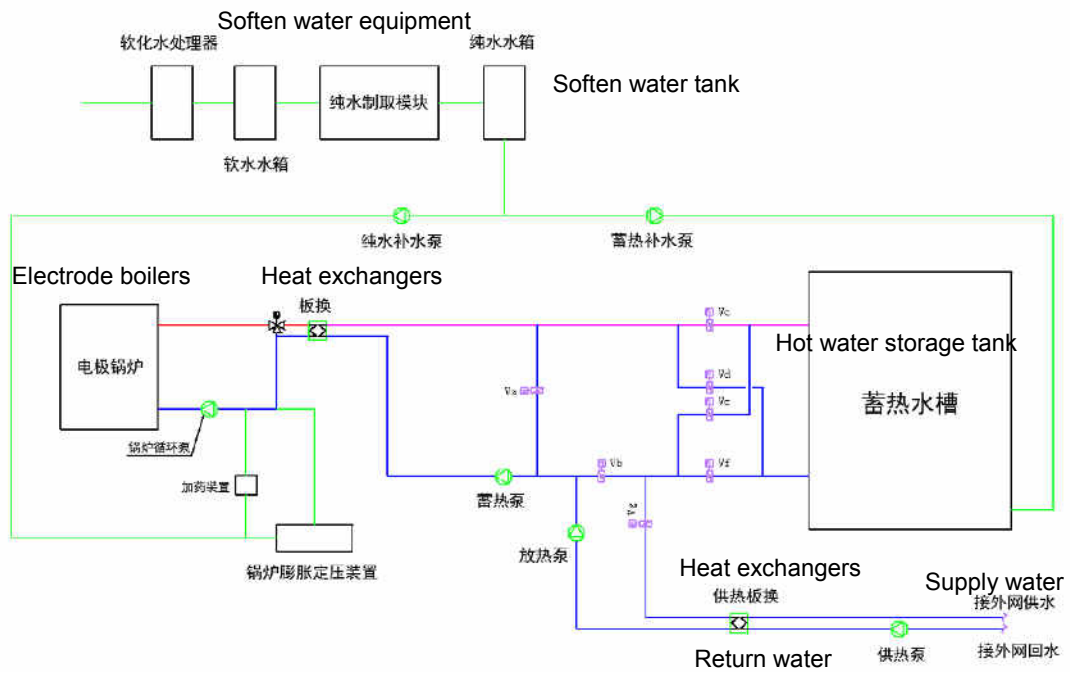 Soften water equipment
软化水处理器
纯水水箱
Soften water tank
纯水制取模块
软水水箱
纯水补水泵
蓄热补水泵
Electrode boilers
Heat exchangers
板换
Vc
Hot water storage tank
电极锅炉
Vd
Va
Ve
蓄热水槽
锅炉循环泵
Vb
Vf
加药装置
蓄热泵
放热泵
锅炉膨胀定压装置
Heat exchangers
Supply water
供热板换
接外网供水
Return water
供热泵
接外网回水